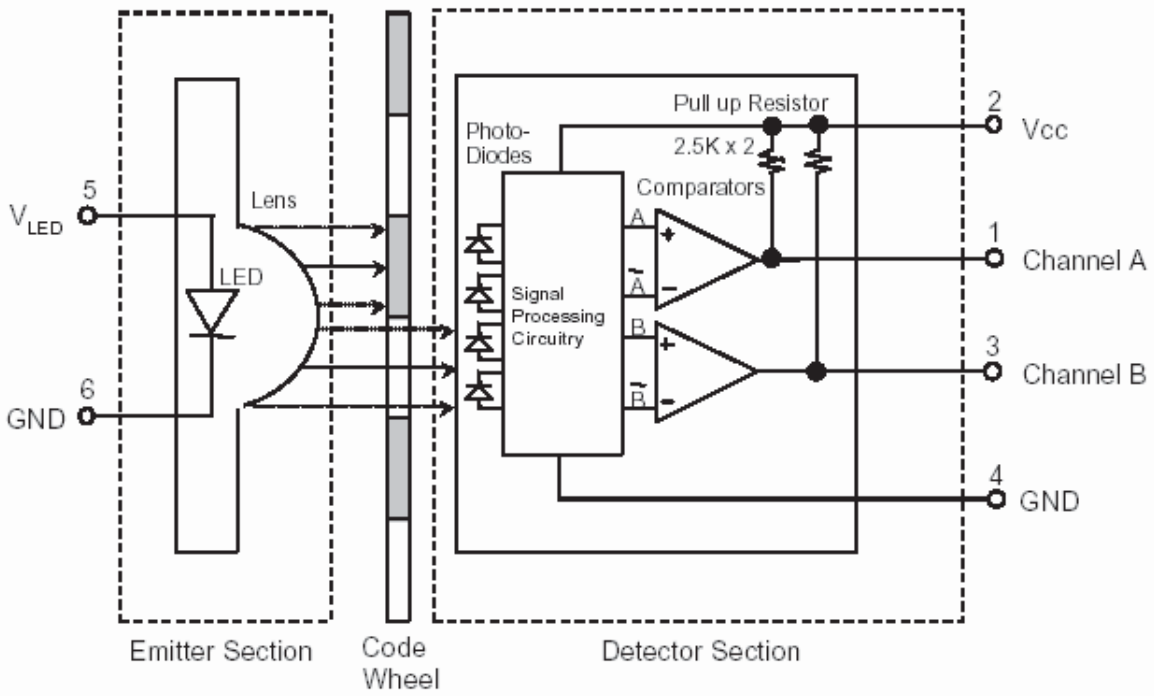 Pull up Resistor
2
Vcc
Photo-
Diodes
2.5K x 2
Comparators
5
Lens
V LED
A
+
1
Channel A
LED
~
A
−
Signal
Processing
Circuitry
B
+
3
Channel B
6
GND
~
B
−
4
GND
Emitter Section
Code
Wheel
Detector Section